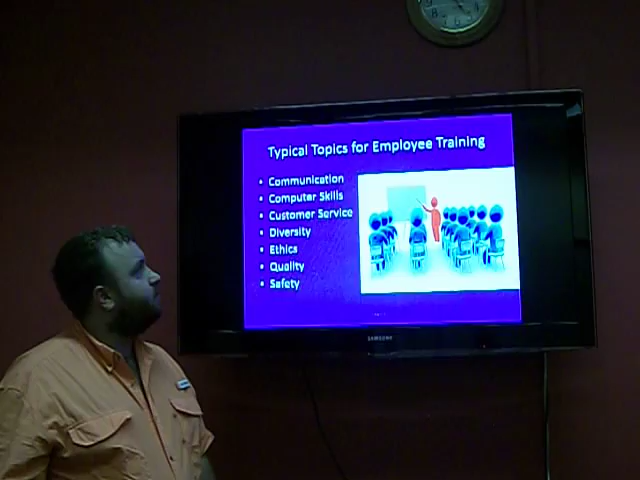 Typical Topics for Employee Training
• Communication
• Computer Skills
• Customer Service
• Diversity
• Ethics
• Quality
• Safety
SAMSUNG